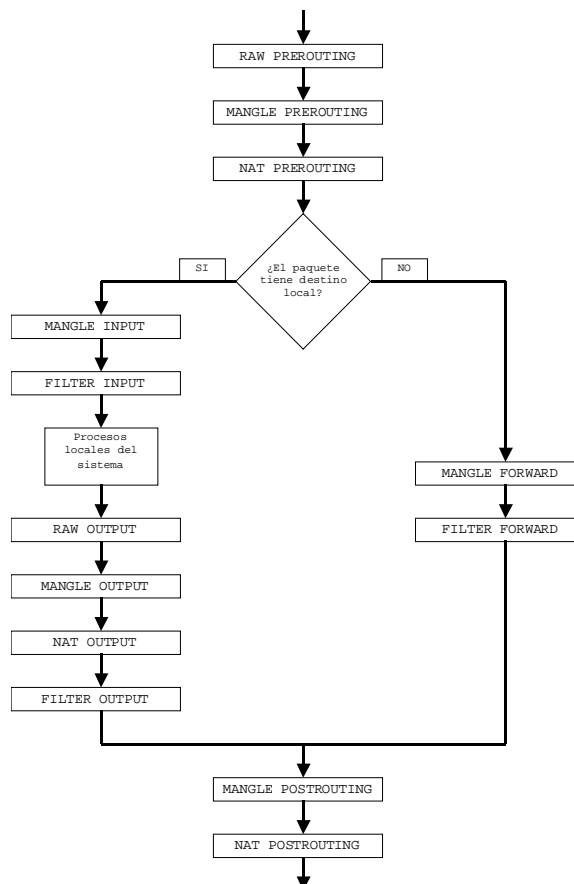 RAW PREROUTING
MANGLE PREROUTING
NAT PREROUTING
¿El paquete
tiene destino
local?
SI
NO
MANGLE INPUT
FILTER INPUT
Procesos
locales del
sistema
RAW OUTPUT
MANGLE OUTPUT
NAT OUTPUT
FILTER OUTPUT
MANGLE FORWARD
FILTER FORWARD
MANGLE POSTROUTING
NAT POSTROUTING